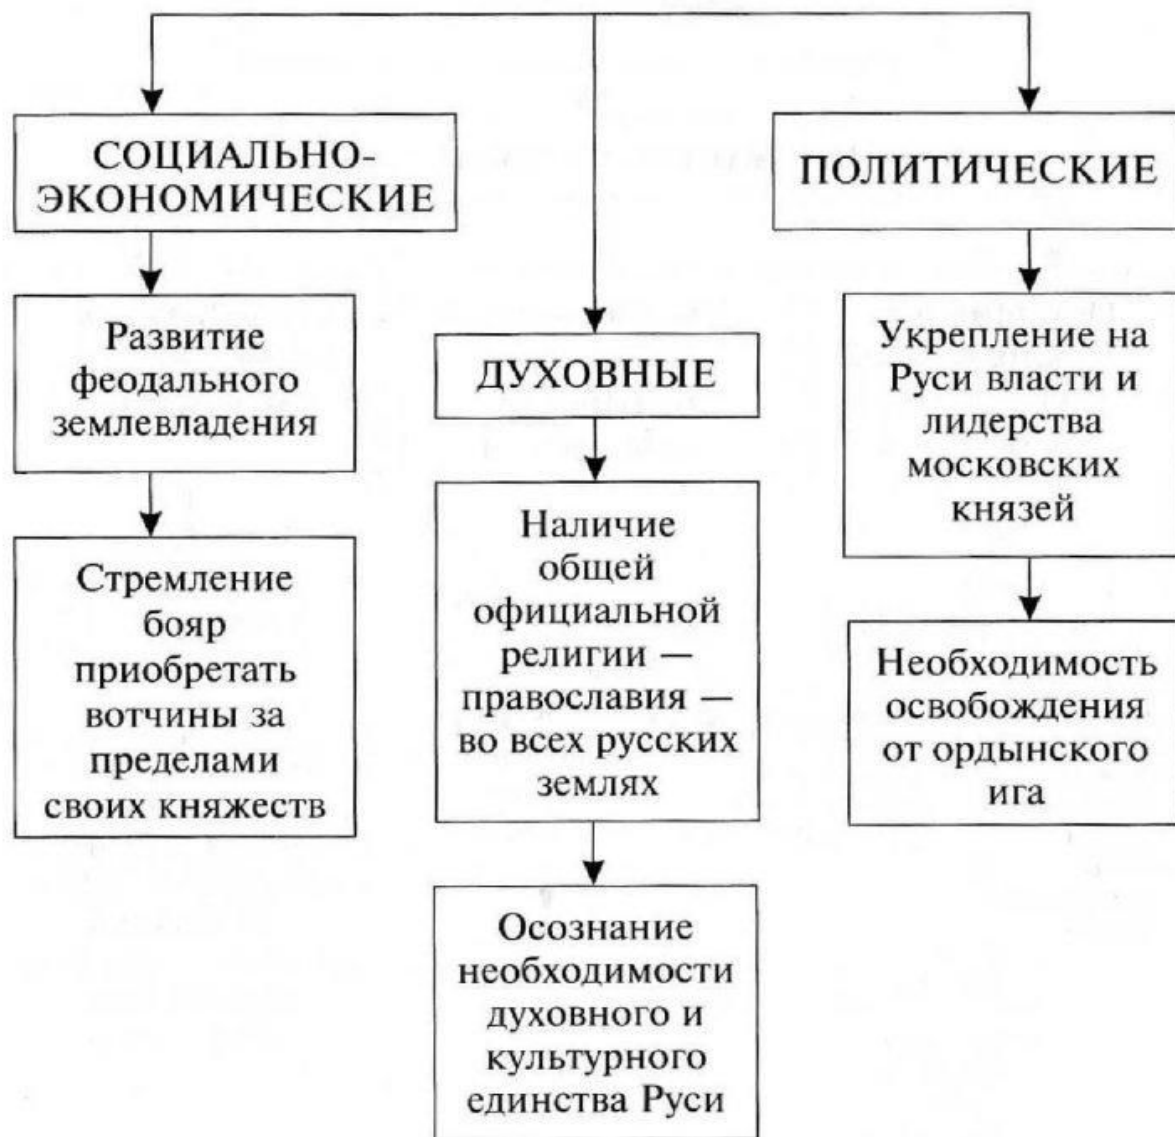 СОЦИАЛЬНО-
ЭКОНОМИЧЕСКИЕ
Развитие
феодального
землевладения
Стремление
бояр
приобретать
вотчины за
пределами
своих княжеств
ДУХОВНЫЕ
Наличие
общей
официальной
религии —
православия —
во всех русских
землях
Осознание
необходимости
духовного и
культурного
единства Руси
ПОЛИТИЧЕСКИЕ
Укрепление на
Руси власти и
лидерства
московских
князей
Необходимость
освобождения
от ордынского
ига